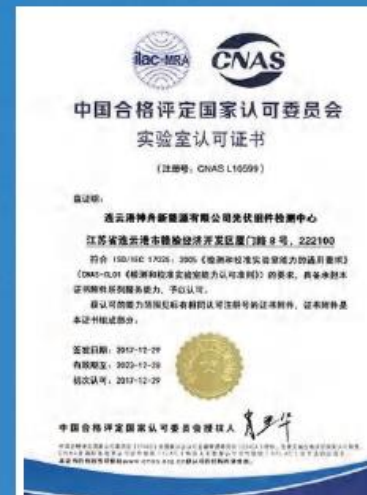 ilac-MRA
CNAS
中国合格评定国家认可委员会
实验室认可证书
(注册号: CNAS L10599)
兹证明:
连云港神舟新能源有限公司光伏组件检测中心
江苏省连云港市赣榆经济开发区厦门路 8 号, 222100
符合 ISO/IEC 17025: 2005《检测和校准实验室能力的通用要求》
(CNAS-CL01《检测和校准实验室能力认可准则》) 的要求, 具备承担本
证书附件所列服务能力, 予以认可。
获认可的能力范围见标有相同认可注册号的证书附件, 证书附件是
本证书组成部分。
签发日期: 2017-12-29
有效期至: 2023-12-28
初次认可: 2017-12-29
中国合格评定国家认可委员会授权人